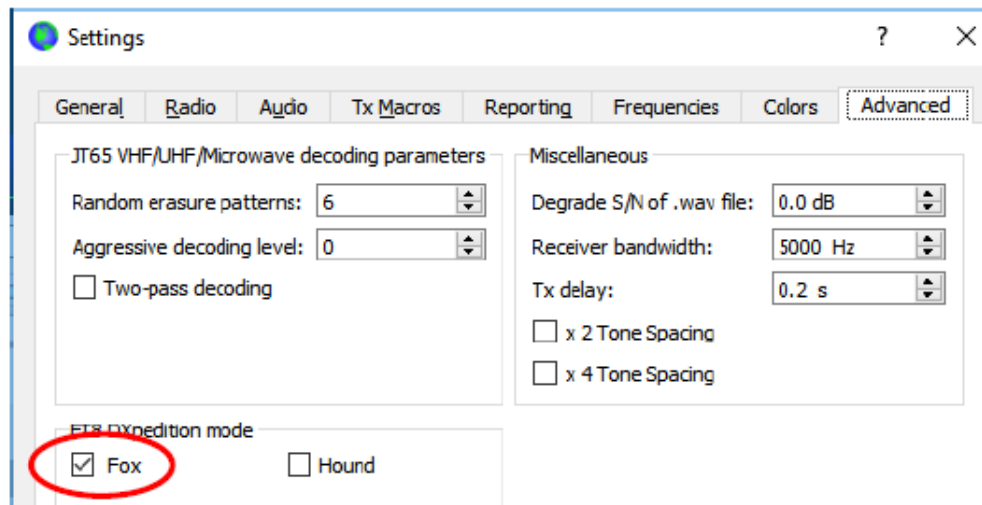 Settings ? ×
General Radio Audio Tx Macros Reporting Frequencies Colors Advanced
JT65 VHF/UHF/Microwave decoding parameters
Random erasure patterns: 6
Aggressive decoding level: 0
Two-pass decoding
Miscellaneous
Degrade S/N of .wav file: 0.0 dB
Receiver bandwidth: 5000 Hz
Tx delay: 0.2 s
x 2 Tone Spacing
x 4 Tone Spacing
FT8 DXpedition mode
Fox Hound